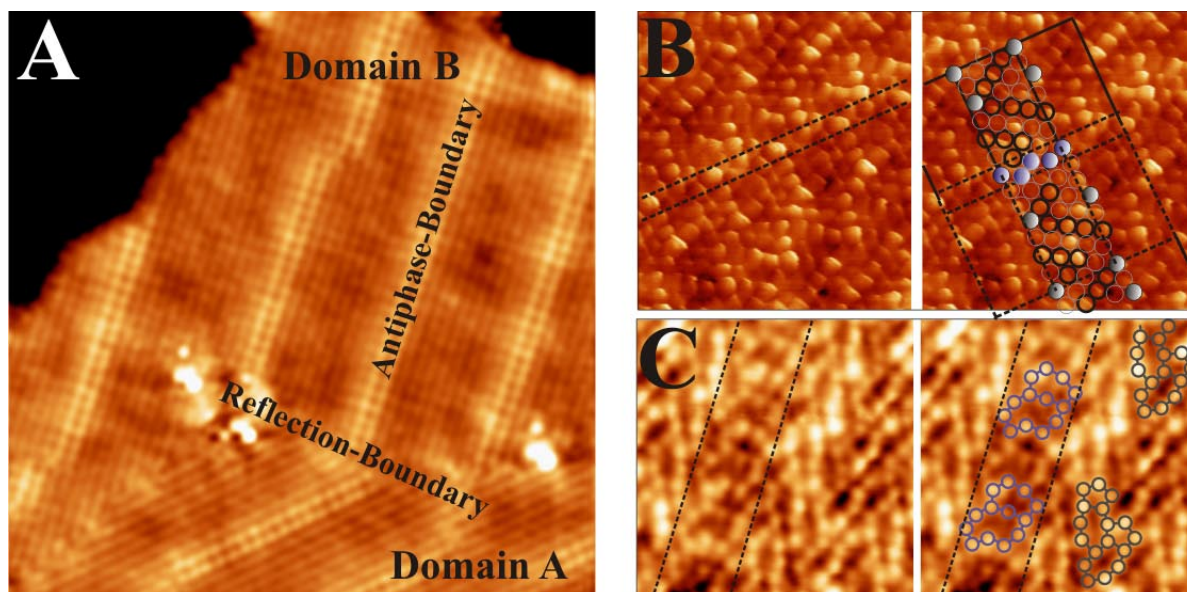 A
Domain B
Antiphase-Boundary
Reflection-Boundary
Domain A
B
C